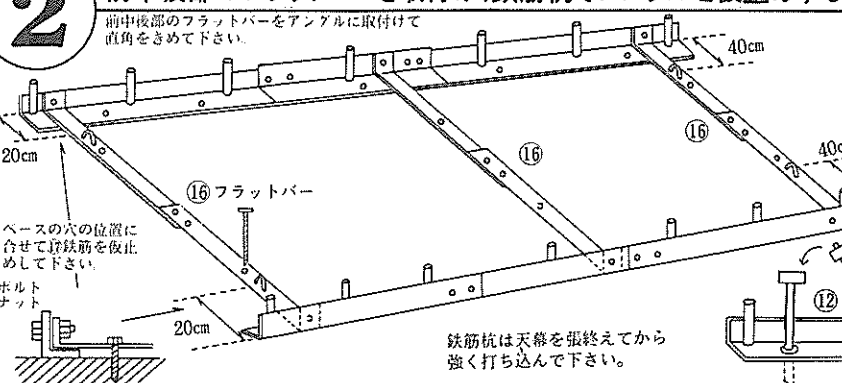 2
前中後部のフラットバーをアングルに取付けて
直角をきめて下さい。
40cm
20cm
⑯
⑯
40c
⑯フラットバー
ベースの穴の位置に
合せて鉄筋を仮止
めして下さい。
ボルト
ナット
20cm
⑫
鉄筋杭は天幕を張終えてから
強く打ち込んで下さい。